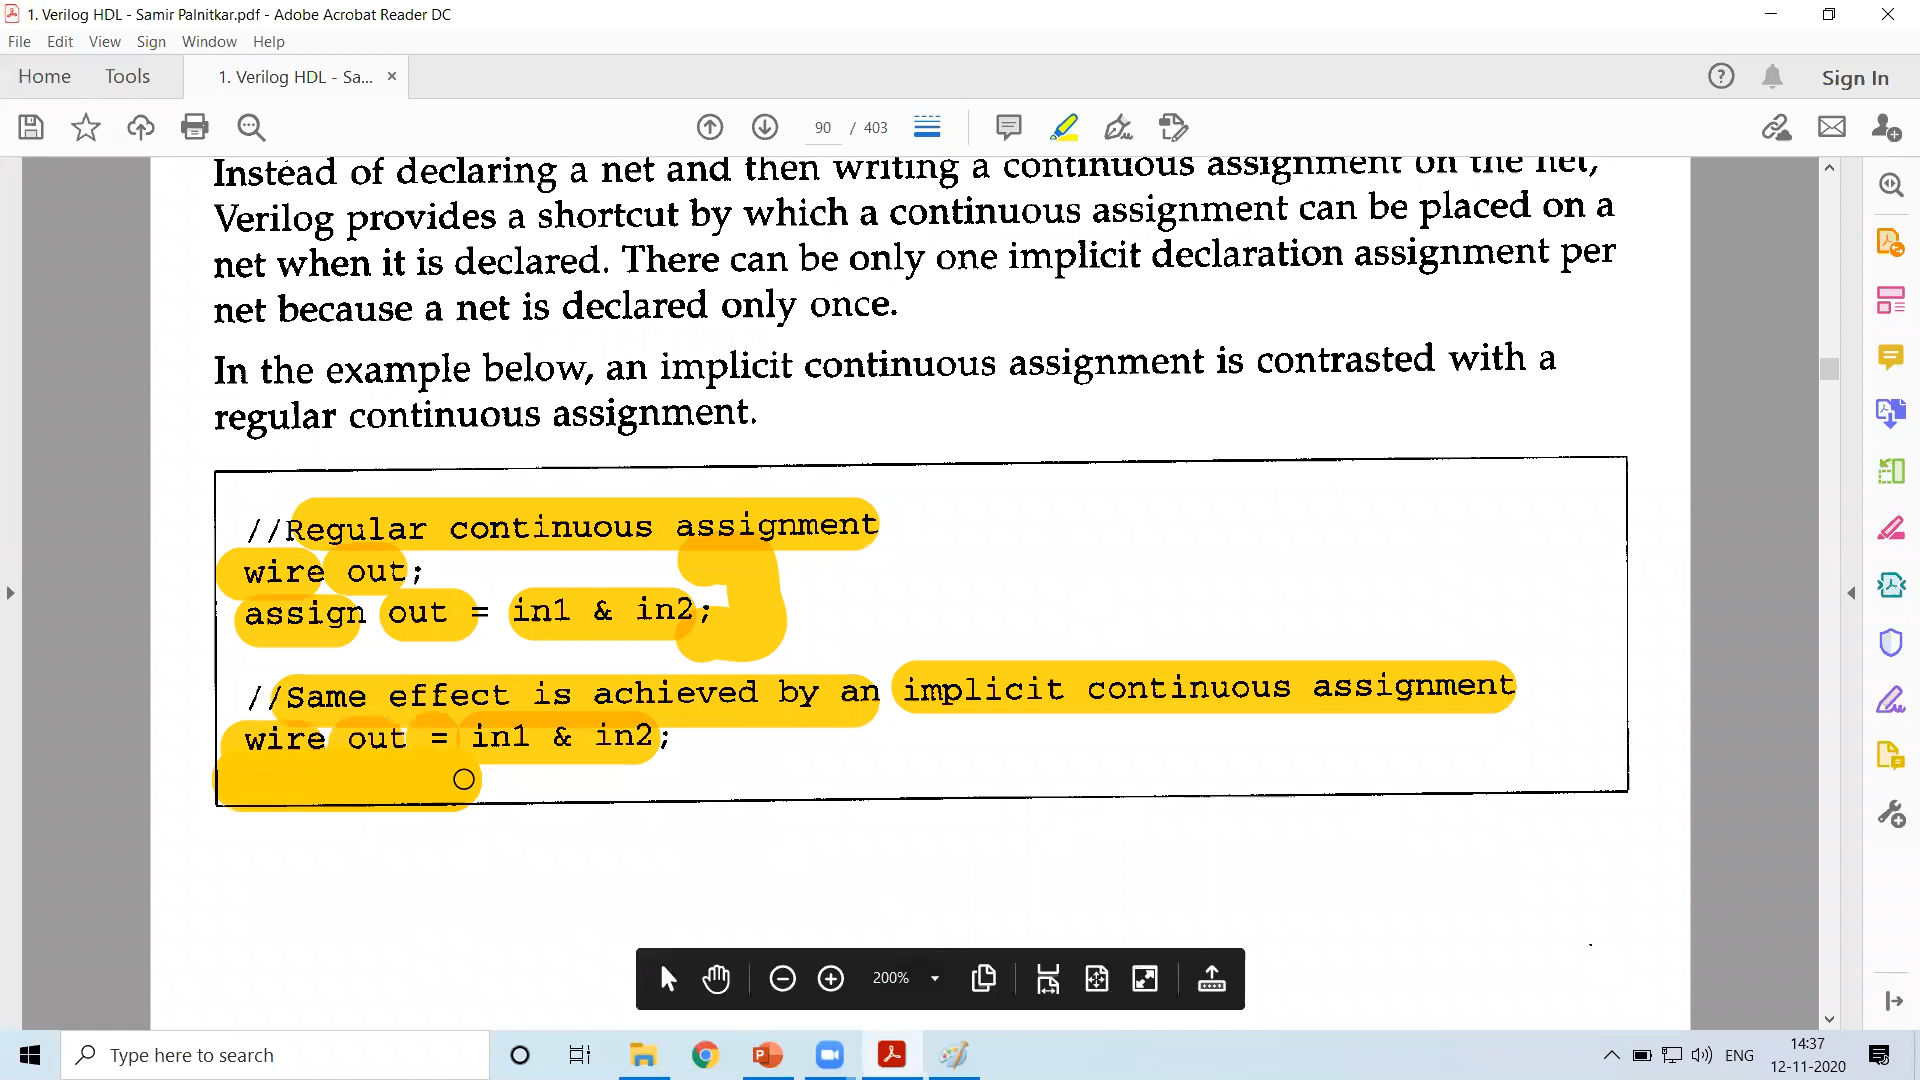 1. Verilog HDL - Samir Palnitkar.pdf - Adobe Acrobat Reader DC
File Edit View Sign Window Help
Home Tools 1. Verilog HDL - Sa... × Sign In
90 / 403
Instead of declaring a net and then writing a continuous assignment on the net,
Verilog provides a shortcut by which a continuous assignment can be placed on a
net when it is declared. There can be only one implicit declaration assignment per
net because a net is declared only once.
In the example below, an implicit continuous assignment is contrasted with a
regular continuous assignment.
//Regular continuous assignment
wire out;
assign out = in1 & in2;
//Same effect is achieved by an implicit continuous assignment
wire out = in1 & in2;
200%
Type here to search
ENG
14:37
12-11-2020